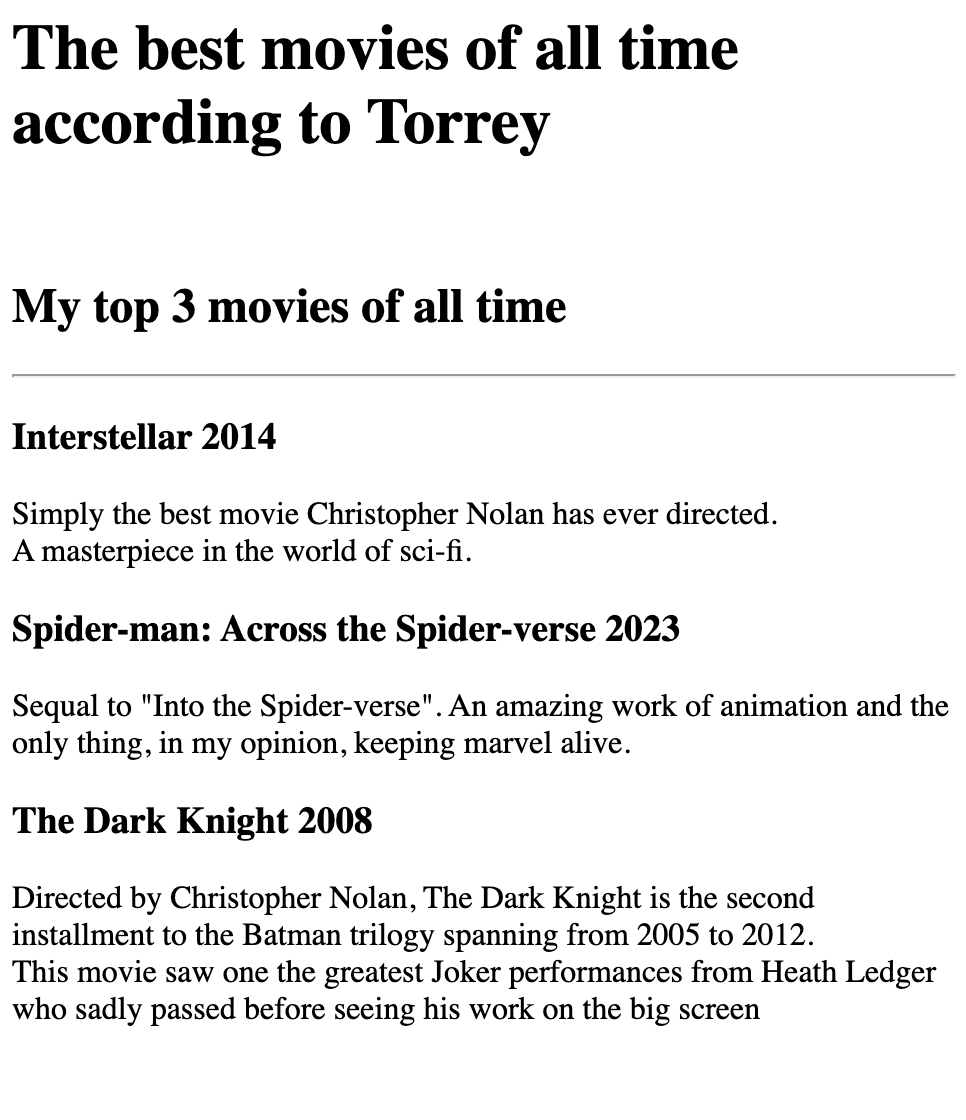 The best movies of all time
according to Torrey
My top 3 movies of all time
Interstellar 2014
Simply the best movie Christopher Nolan has ever directed.
A masterpiece in the world of sci-fi.
Spider-man: Across the Spider-verse 2023
Sequal to "Into the Spider-verse". An amazing work of animation and the
only thing, in my opinion, keeping marvel alive.
The Dark Knight 2008
Directed by Christopher Nolan, The Dark Knight is the second
installment to the Batman trilogy spanning from 2005 to 2012.
This movie saw one the greatest Joker performances from Heath Ledger
who sadly passed before seeing his work on the big screen